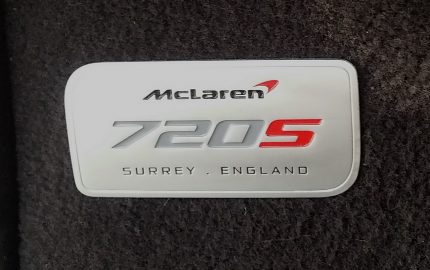 McLaren
720S
SURREY . ENGLAND